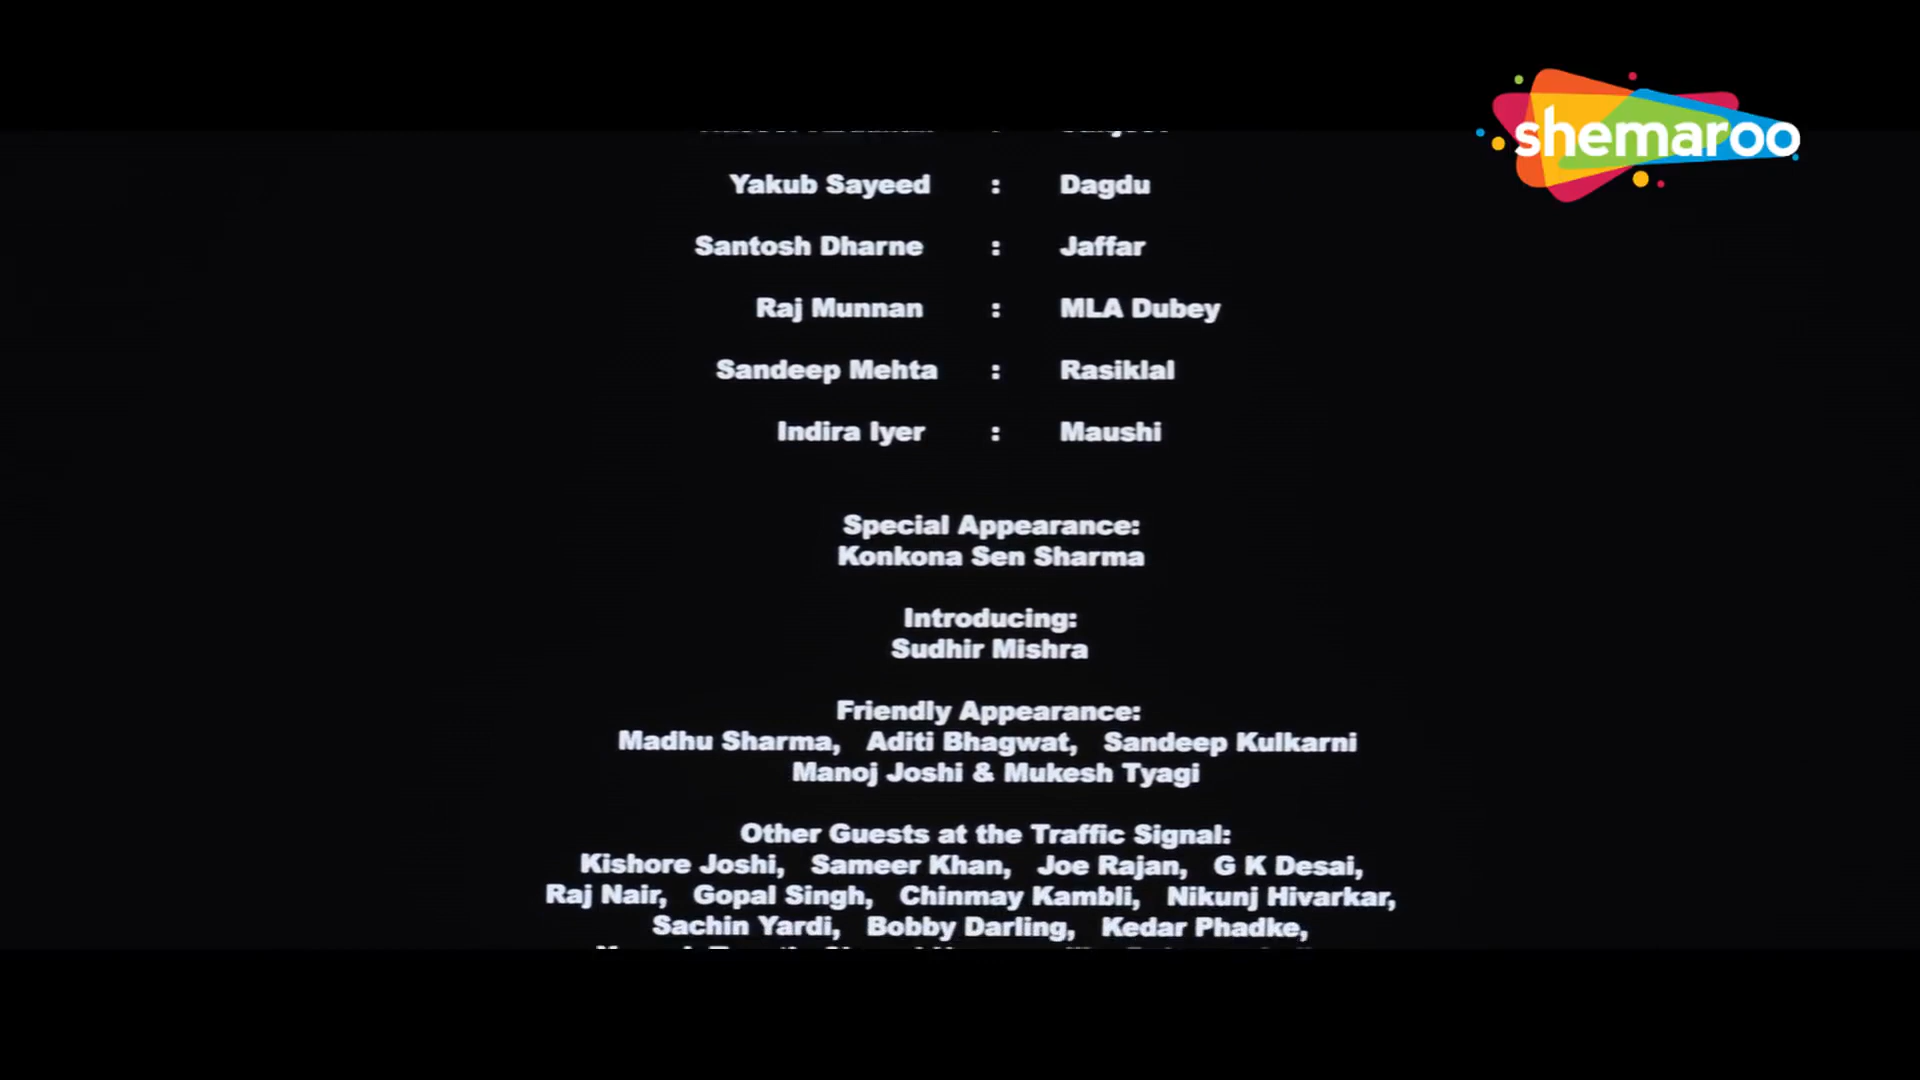 shemaroo
Yakub Sayeed : Dagdu
Santosh Dharne : Jaffar
Raj Munnan : MLA Dubey
Sandeep Mehta : Rasiklal
Indira Iyer : Maushi
Special Appearance:
Konkona Sen Sharma
Introducing:
Sudhir Mishra
Friendly Appearance:
Madhu Sharma, Aditi Bhagwat, Sandeep Kulkarni
Manoj Joshi & Mukesh Tyagi
Other Guests at the Traffic Signal:
Kishore Joshi, Sameer Khan, Joe Rajan, G K Desai,
Raj Nair, Gopal Singh, Chinmay Kambli, Nikunj Hivarkar,
Sachin Yardi, Bobby Darling, Kedar Phadke,